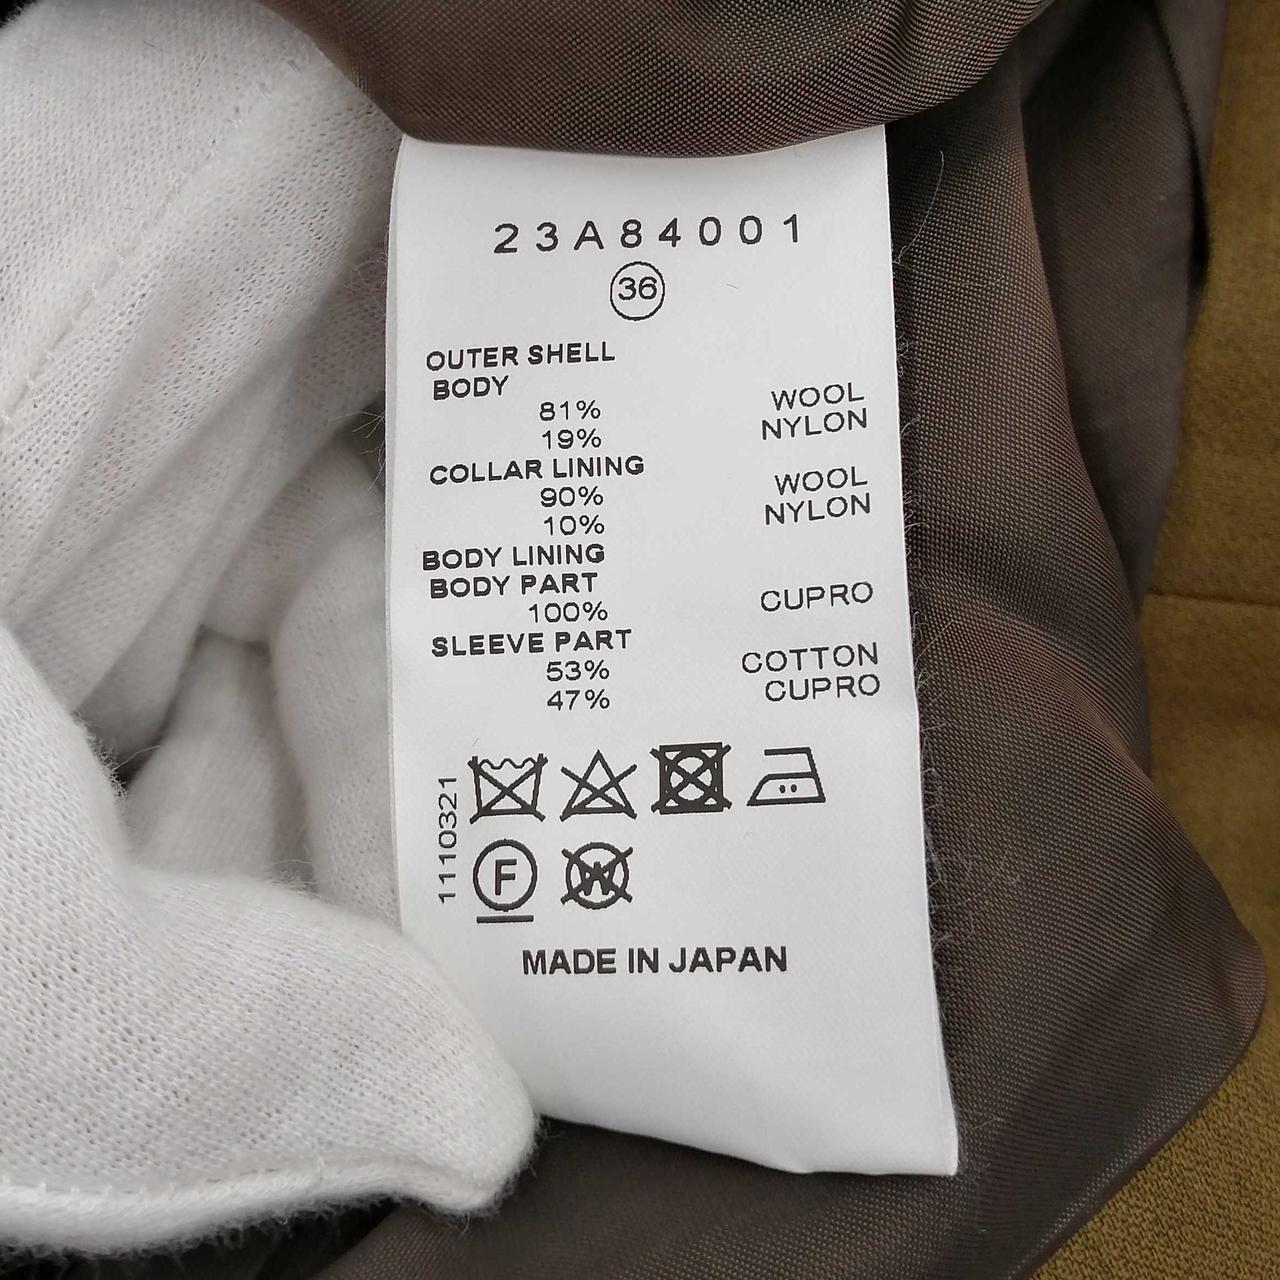 23A84001
36
OUTER SHELL
BODY
81% WOOL
19% NYLON
COLLAR LINING
90% WOOL
10% NYLON
BODY LINING
BODY PART
100% CUPRO
SLEEVE PART
53% COTTON
47% CUPRO
110321
F W
MADE IN JAPAN